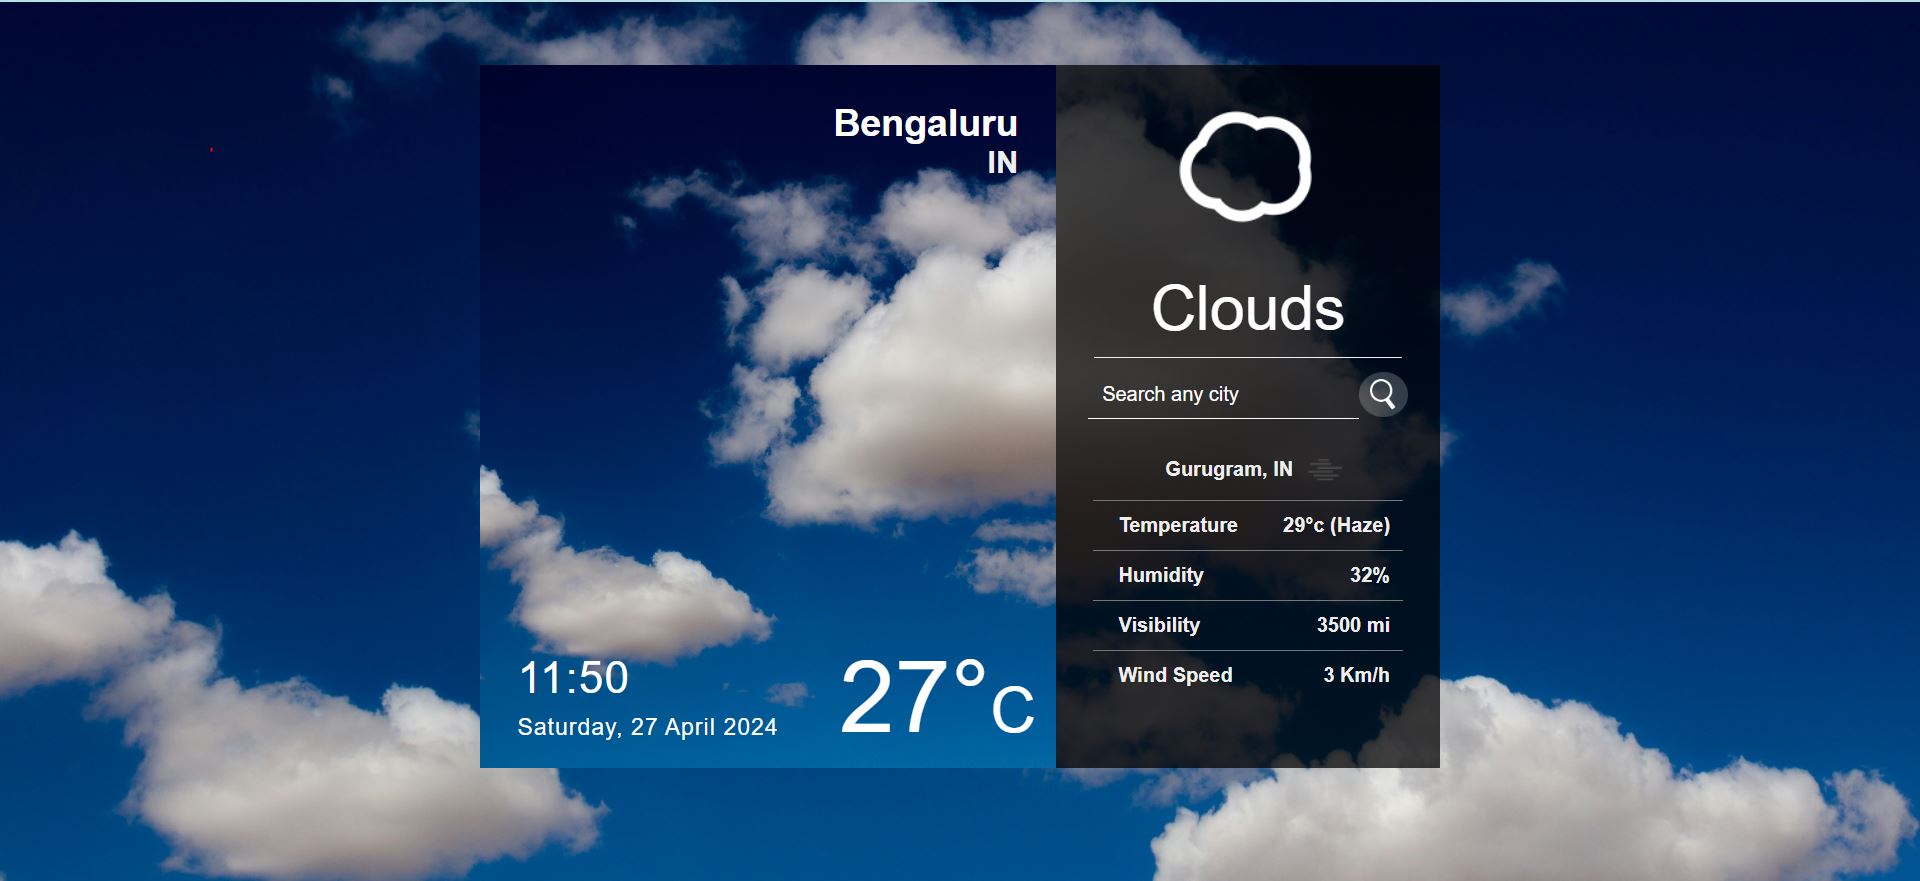 Bengaluru
IN
11:50
Saturday, 27 April 2024
27°C
Clouds
Search any city
Gurugram, IN
Temperature 29°c (Haze)
Humidity 32%
Visibility 3500 mi
Wind Speed 3 Km/h